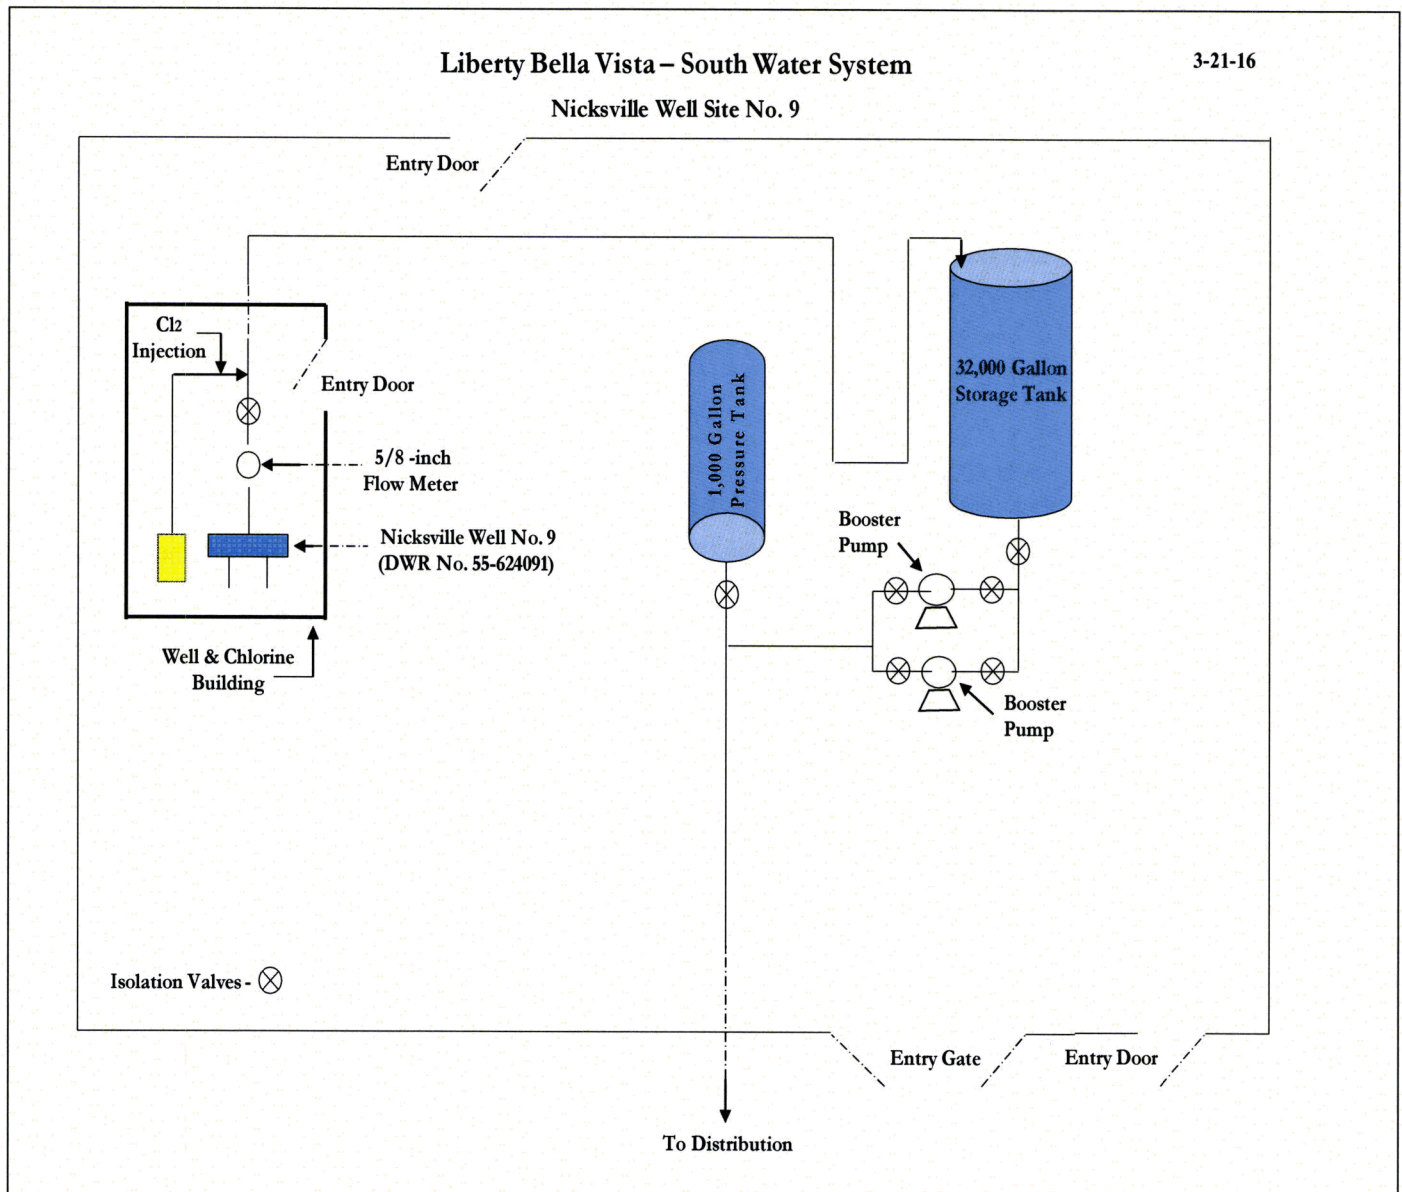 Liberty Bella Vista – South Water System
3-21-16
Nicksville Well Site No. 9
Entry Door
Cl2
Injection
Entry Door
5/8 -inch
Flow Meter
Nicksville Well No. 9
(DWR No. 55-624091)
Well & Chlorine
Building
1,000 Gallon
Pressure Tank
32,000 Gallon
Storage Tank
Booster
Pump
Booster
Pump
Isolation Valves -
Entry Gate
Entry Door
To Distribution